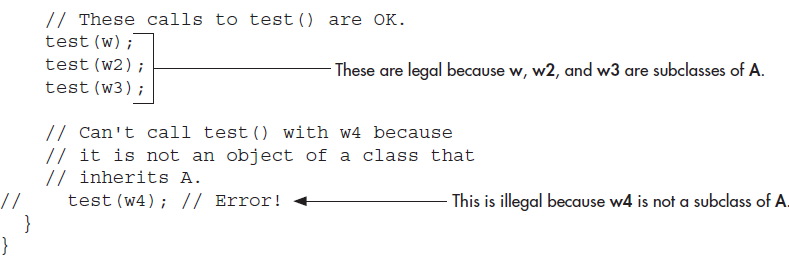 // These calls to test() are OK.
test(w);
test(w2);
These are legal because w, w2, and w3 are subclasses of A.
test(w3);
// Can't call test() with w4 because
// it is not an object of a class that
// inherits A.
// test(w4); // Error!
This is illegal because w4 is not a subclass of A.
}
}